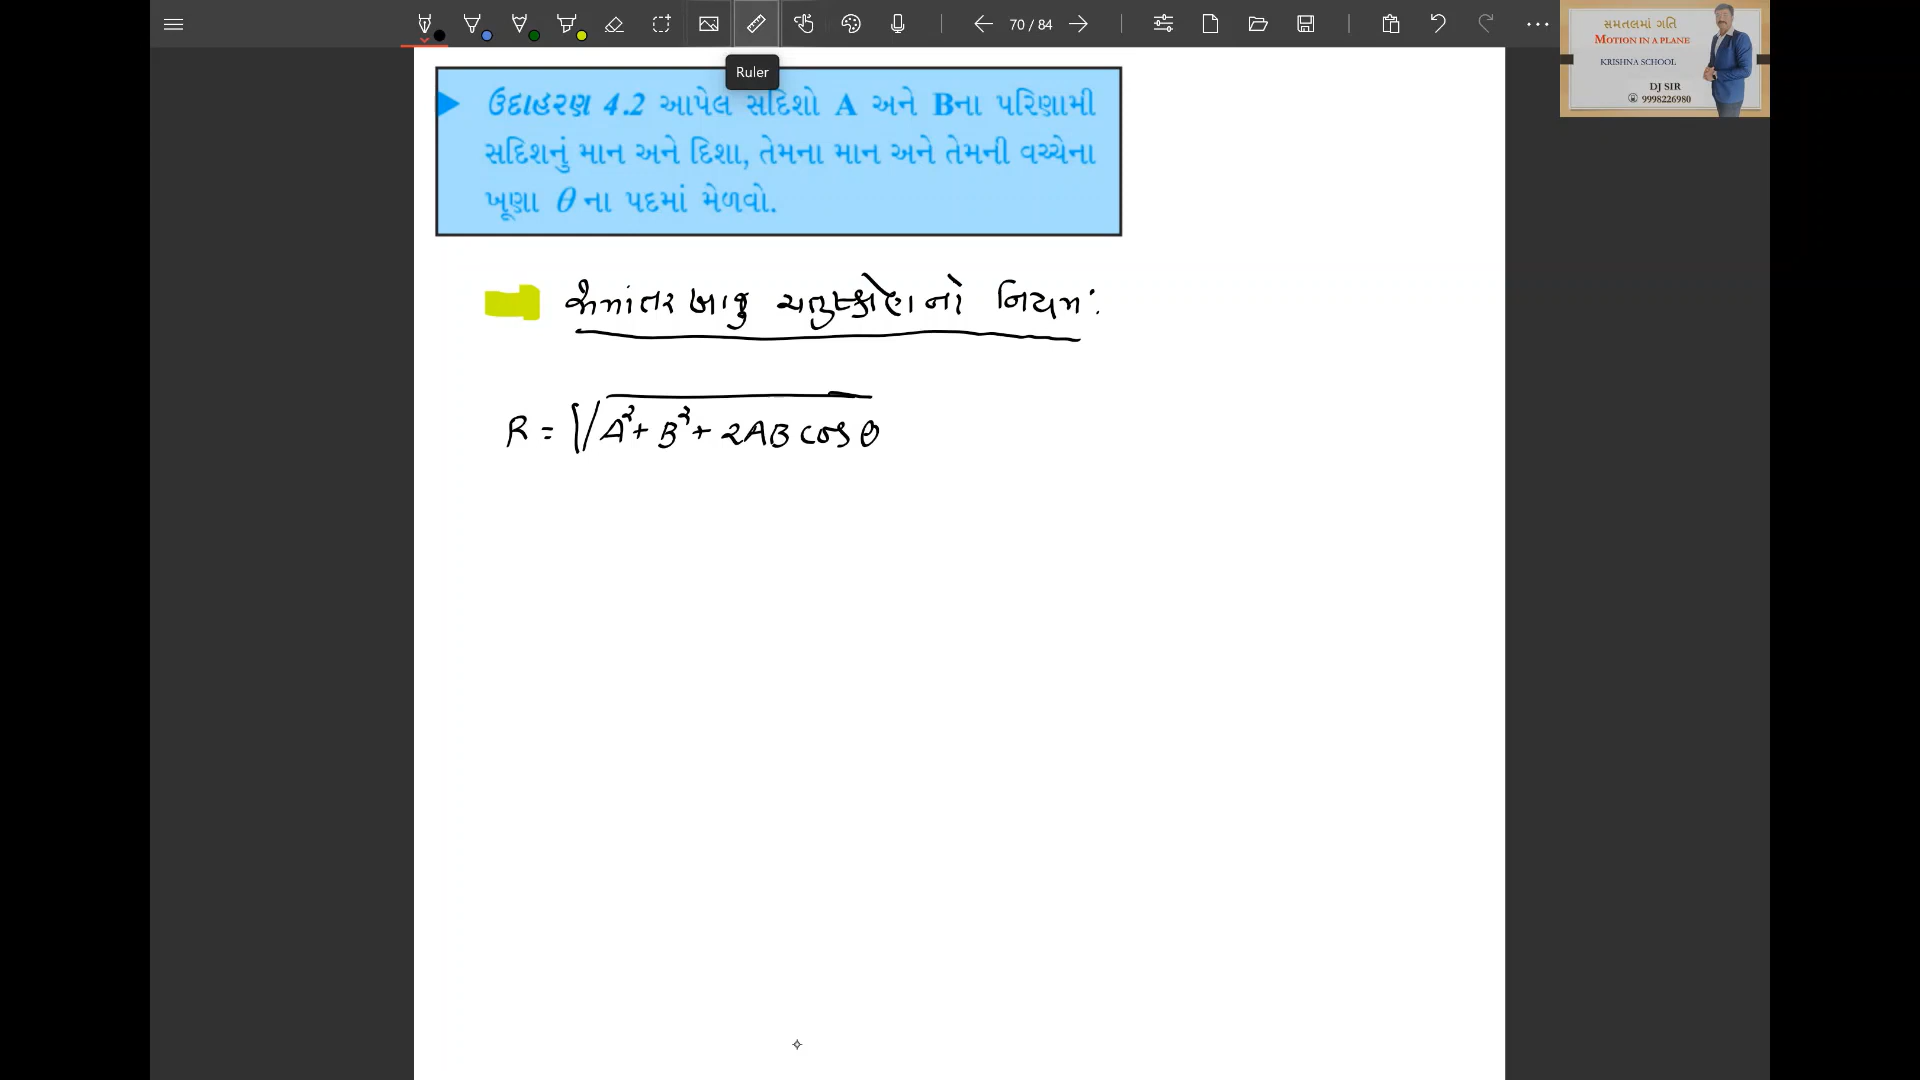 70 / 84
Ruler
સમતલમાં ગતિ
MOTION IN A PLANE
KRISHNA SCHOOL
DJ SIR
9998226980
ઉદાહરણ 4.2 આપેલ સદિશો A અને Bના પરિણામી
સદિશનું માન અને દિશા, તેમના માન અને તેમની વચ્ચેના
ખૂણા θ ના પદમાં મેળવો.
સમાંતર બાજુ ચતુષ્કોણનો નિયમ:
R = √A²+ B²+ 2AB cos θ